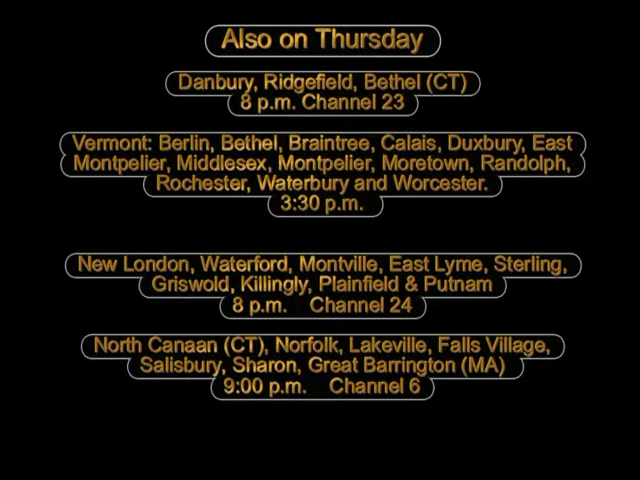 Also on Thursday
Danbury, Ridgefield, Bethel (CT)
8 p.m. Channel 23
Vermont: Berlin, Bethel, Braintree, Calais, Duxbury, East
Montpelier, Middlesex, Montpelier, Moretown, Randolph,
Rochester, Waterbury and Worcester.
3:30 p.m.
New London, Waterford, Montville, East Lyme, Sterling,
Griswold, Killingly, Plainfield & Putnam
8 p.m. Channel 24
North Canaan (CT), Norfolk, Lakeville, Falls Village,
Salisbury, Sharon, Great Barrington (MA)
9:00 p.m. Channel 6